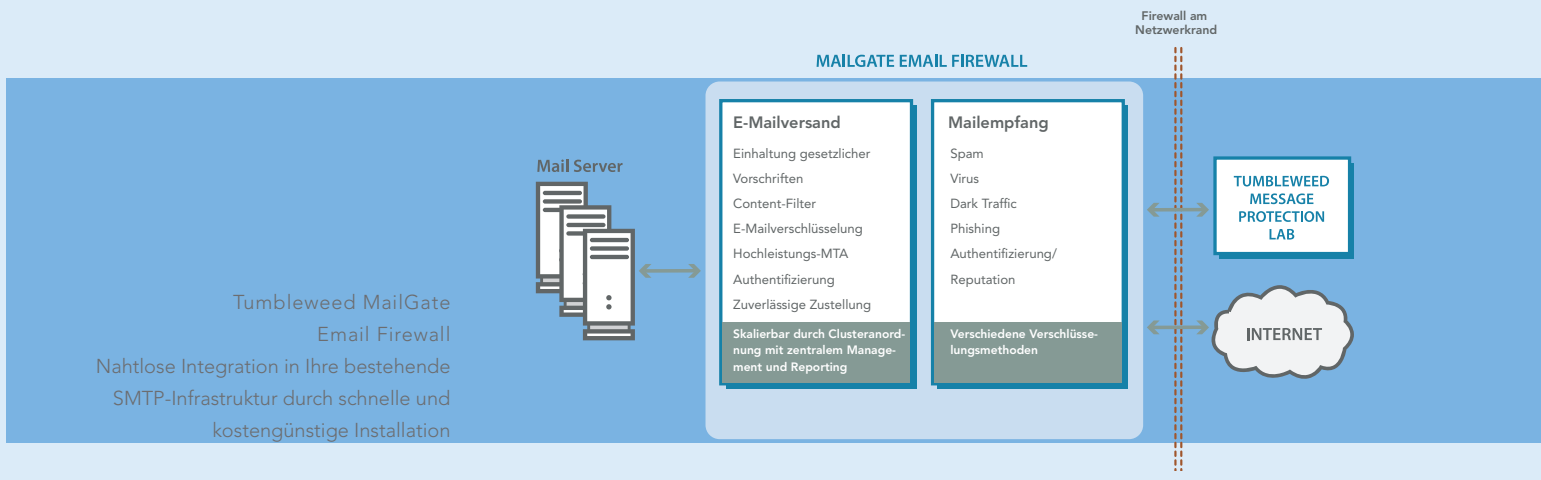 Firewall am
Netzwerkrand
MAILGATE EMAIL FIREWALL
Mail Server
E-Mailversand
Einhaltung gesetzlicher
Vorschriften
Content-Filter
E-Mailverschlüsselung
Hochleistungs-MTA
Authentifizierung
Zuverlässige Zustellung
Skalierbar durch Clusteranord-
nung mit zentralem Manage-
ment und Reporting
Mailempfang
Spam
Virus
Dark Traffic
Phishing
Authentifizierung/
Reputation
Verschiedene Verschlüsse-
lungsmethoden
TUMBLEWEED
MESSAGE
PROTECTION
LAB
INTERNET
Tumbleweed MailGate
Email Firewall
Nahtlose Integration in Ihre bestehende
SMTP-Infrastruktur durch schnelle und
kostengünstige Installation